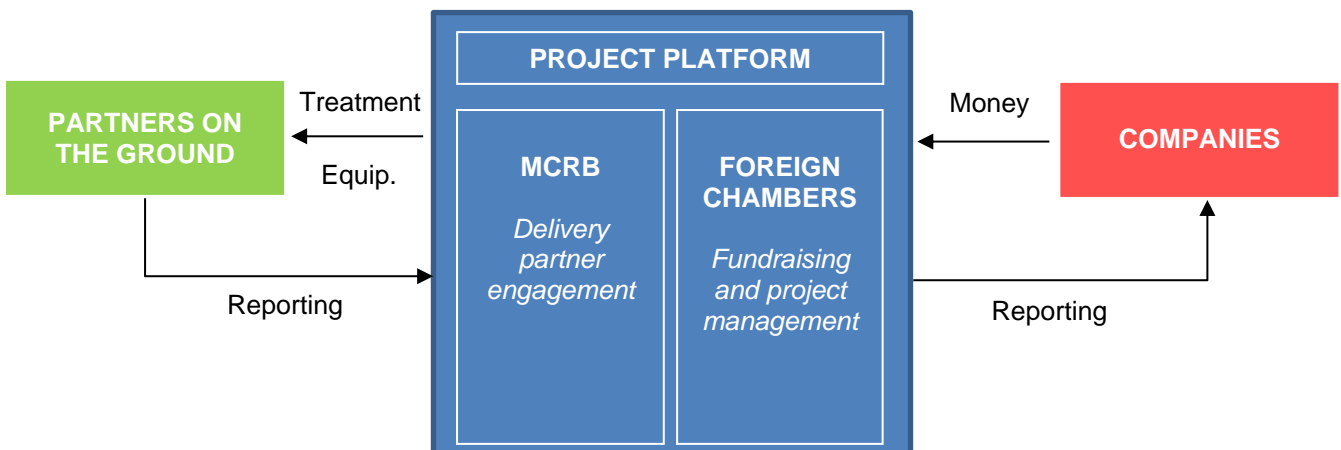 PROJECT PLATFORM
PARTNERS ON
THE GROUND
Treatment
Equip.
Reporting
MCRB
Delivery
partner
engagement
FOREIGN
CHAMBERS
Fundraising
and project
management
Money
COMPANIES
Reporting